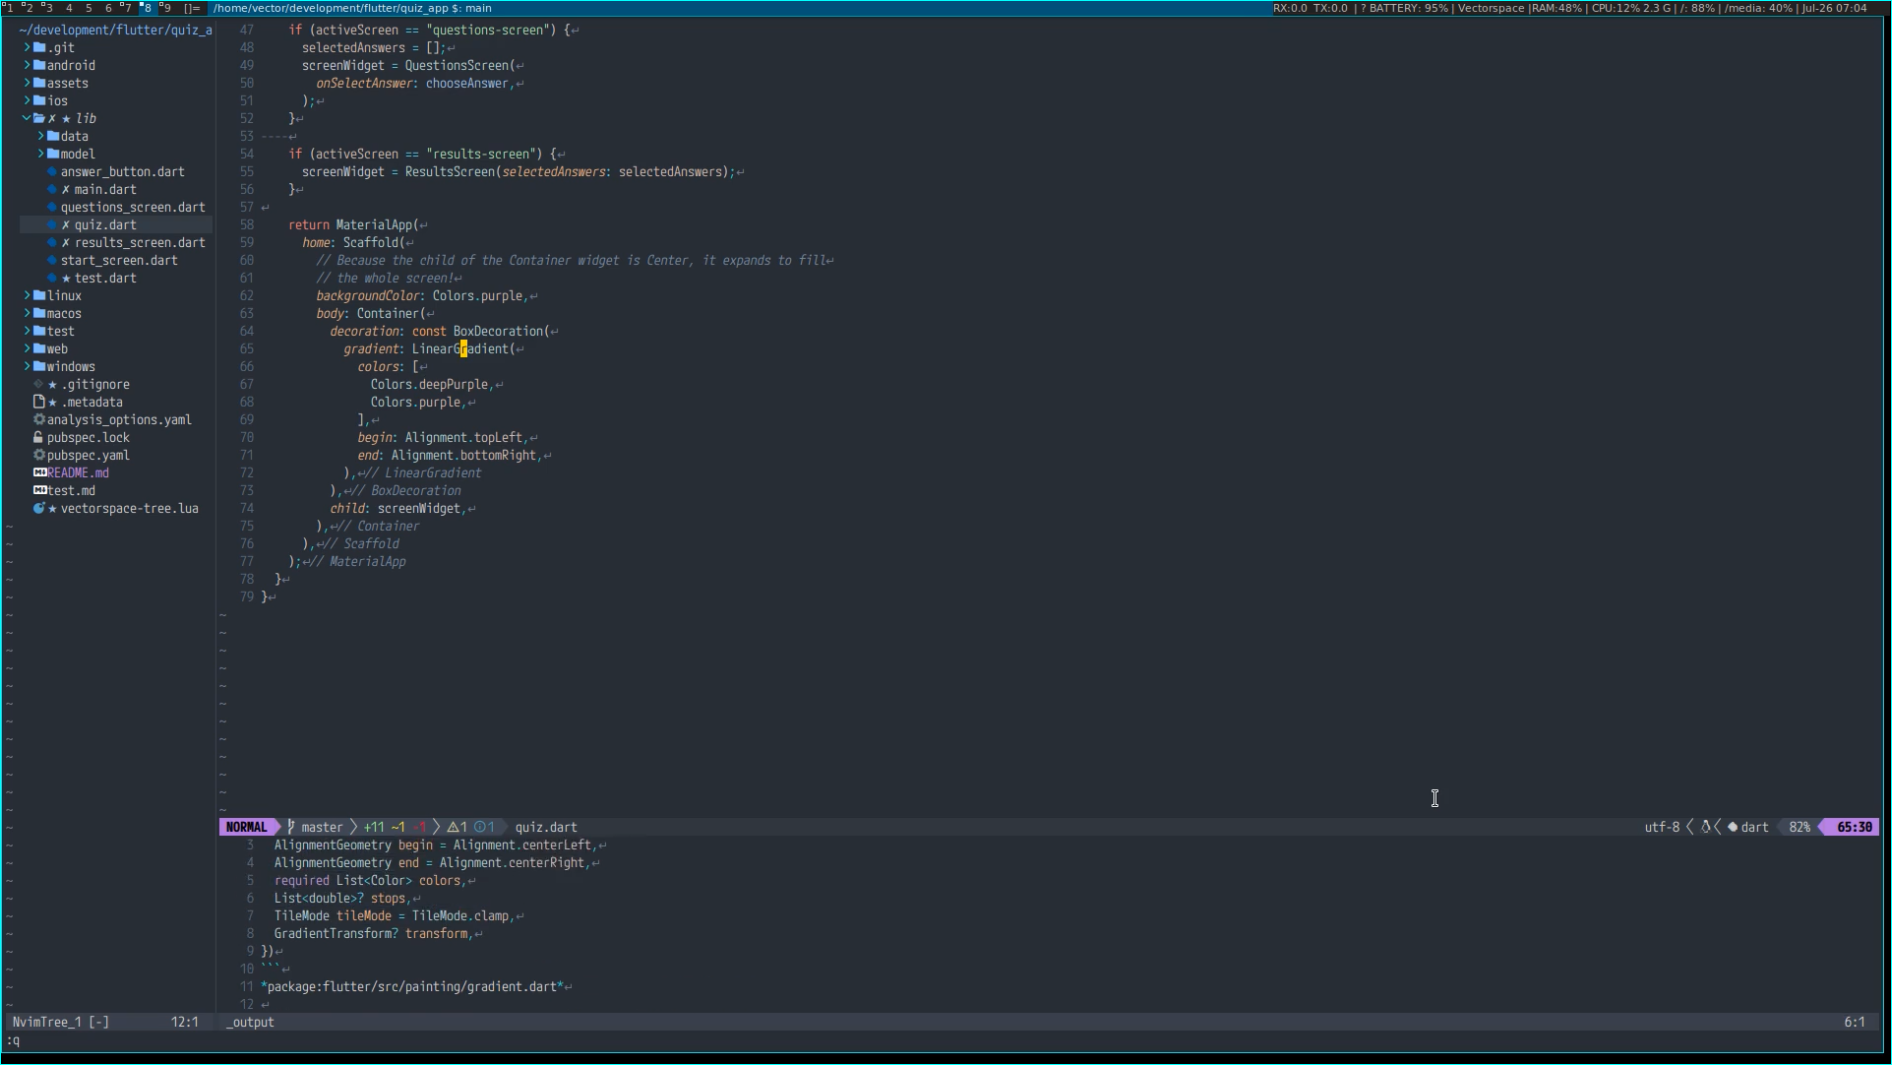 1 2 3 4 5 6 7 8 9 []= /home/vector/development/flutter/quiz_app $: main RX:0.0 TX:0.0 | ? BATTERY: 95% | Vectorspace |RAM:48% | CPU:12% 2.3 G | /: 88% | /media: 40% | Jul-26 07:04
~/development/flutter/quiz_a
.git
android
assets
ios
✗ ★ lib
data
model
answer_button.dart
✗ main.dart
questions_screen.dart
✗ quiz.dart
✗ results_screen.dart
start_screen.dart
★ test.dart
linux
macos
test
web
windows
★ .gitignore
★ .metadata
analysis_options.yaml
pubspec.lock
pubspec.yaml
README.md
test.md
★ vectorspace-tree.lua
47 if (activeScreen == "questions-screen") {↵
48 selectedAnswers = [];↵
49 screenWidget = QuestionsScreen(↵
50 onSelectAnswer: chooseAnswer,↵
51 );↵
52 }↵
53 ----↵
54 if (activeScreen == "results-screen") {↵
55 screenWidget = ResultsScreen(selectedAnswers: selectedAnswers);↵
56 }↵
57 ↵
58 return MaterialApp(↵
59 home: Scaffold(↵
60 // Because the child of the Container widget is Center, it expands to fill↵
61 // the whole screen!↵
62 backgroundColor: Colors.purple,↵
63 body: Container(↵
64 decoration: const BoxDecoration(↵
65 gradient: LinearGradient(↵
66 colors: [↵
67 Colors.deepPurple,↵
68 Colors.purple,↵
69 ],↵
70 begin: Alignment.topLeft,↵
71 end: Alignment.bottomRight,↵
72 ),↵// LinearGradient
73 ),↵// BoxDecoration
74 child: screenWidget,↵
75 ),↵// Container
76 ),↵// Scaffold
77 );↵// MaterialApp
78 }↵
79 }↵
NORMAL master +11 ~1 -1 ⚠1 ⓘ1 quiz.dart utf-8 dart 82% 65:30
3 AlignmentGeometry begin = Alignment.centerLeft,↵
4 AlignmentGeometry end = Alignment.centerRight,↵
5 required List<Color> colors,↵
6 List<double>? stops,↵
7 TileMode tileMode = TileMode.clamp,↵
8 GradientTransform? transform,↵
9 })↵
10 ```↵
11 *package:flutter/src/painting/gradient.dart*↵
12 ↵
NvimTree_1 [-] 12:1 _output 6:1
:q